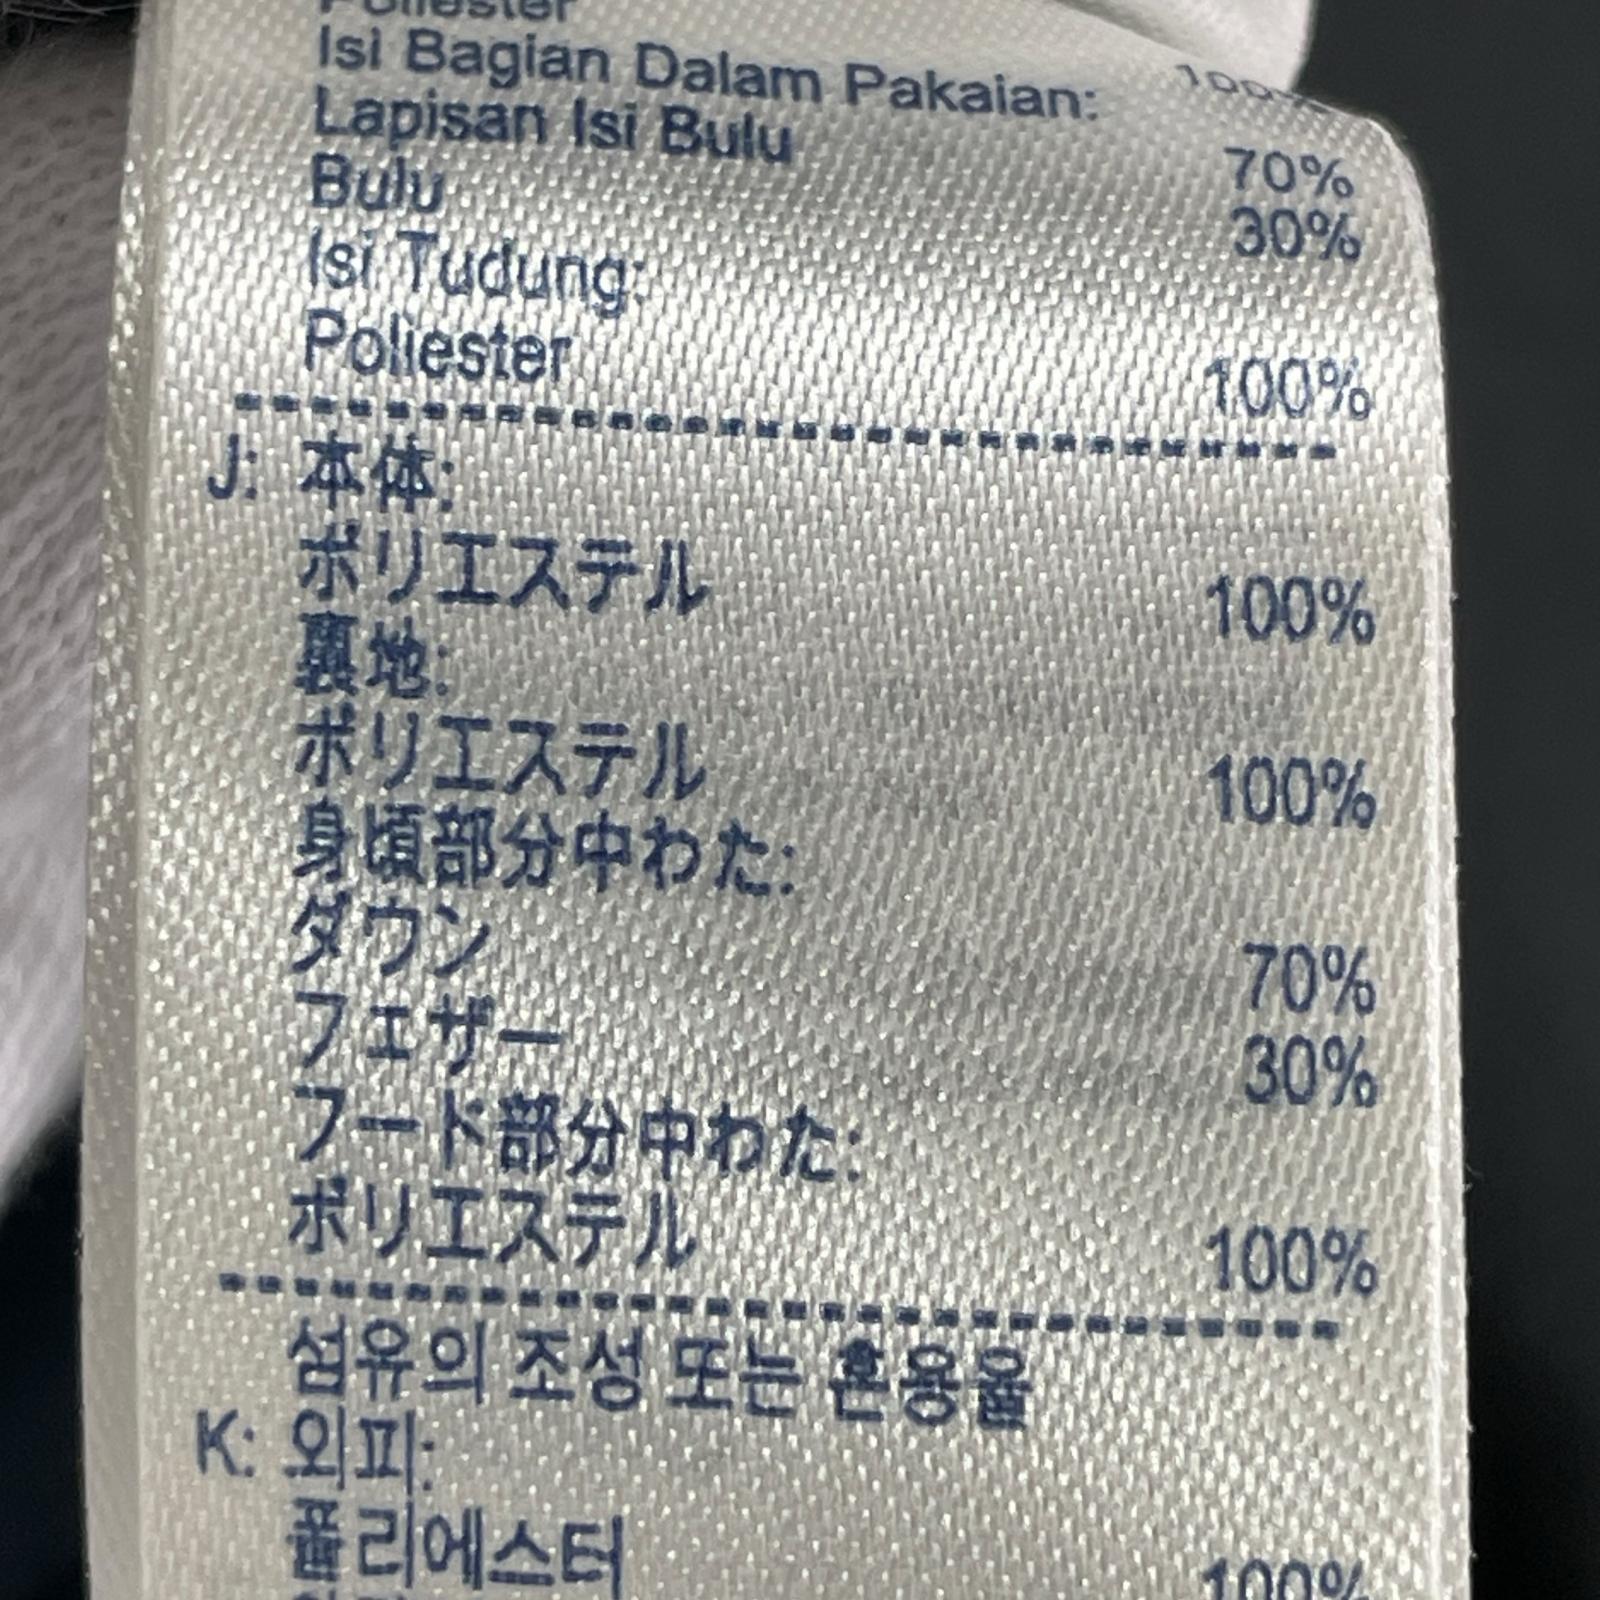 Poliester 100%
Isi Bagian Dalam Pakaian:
Lapisan Isi Bulu 70%
Bulu 30%
Isi Tudung:
Poliester 100%
J: 本体:
ポリエステル 100%
裏地:
ポリエステル 100%
身頃部分中わた:
ダウン 70%
フェザー 30%
フード部分中わた:
ポリエステル 100%
섬유의 조성 또는 혼용율
K: 외피:
폴리에스터 100%